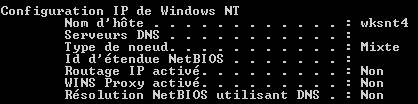 Configuration IP de Windows NT
Nom d'hôte . . . . . . . . . . . : wksnt4
Serveurs DNS . . . . . . . . . . :
Type de noeud. . . . . . . . . . : Mixte
Id d'étendue NetBIOS . . . . . . :
Routage IP activé. . . . . . . . : Non
WINS Proxy activé. . . . . . . . : Non
Résolution NetBIOS utilisant DNS . : Non